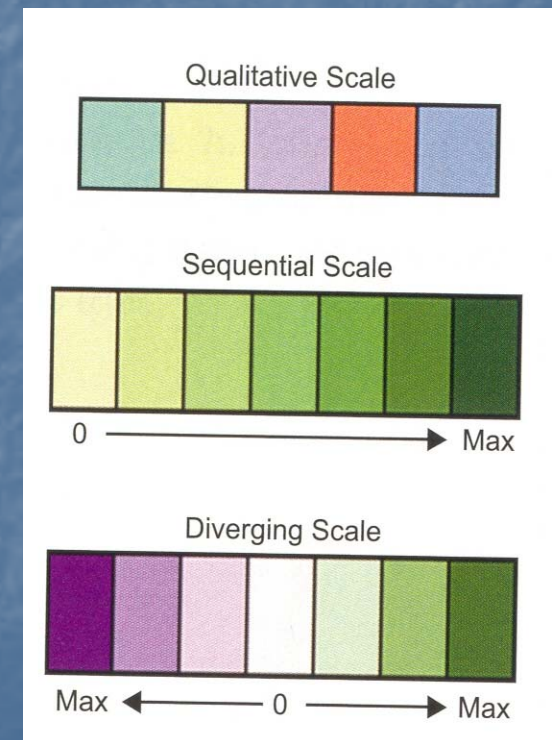 Qualitative Scale
Sequential Scale
0 Max
Diverging Scale
Max 0 Max